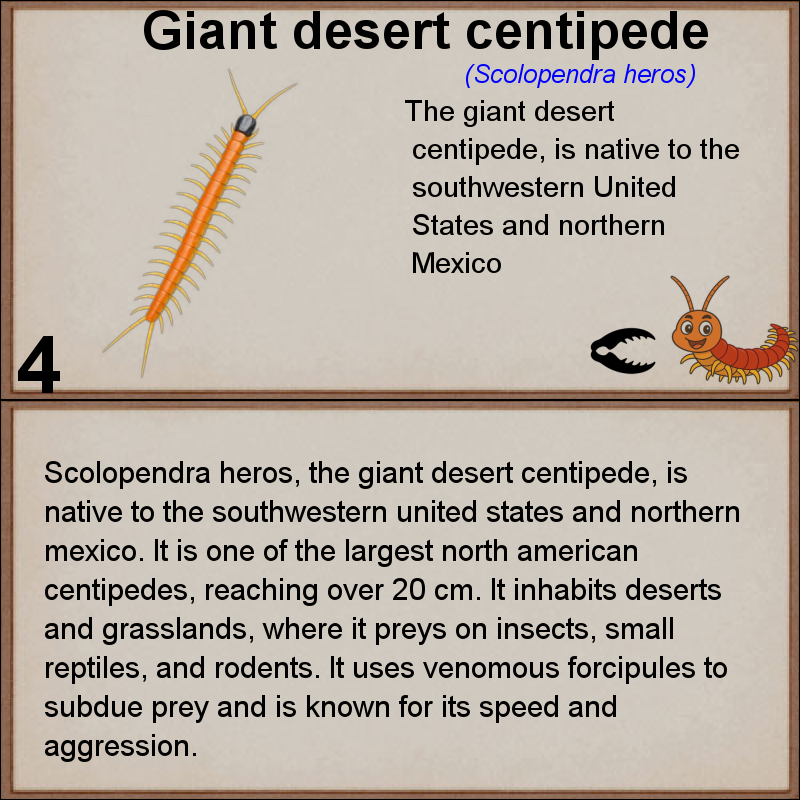 Giant desert centipede
(Scolopendra heros)
The giant desert
centipede, is native to the
southwestern United
States and northern
Mexico
4
Scolopendra heros, the giant desert centipede, is
native to the southwestern united states and northern
mexico. It is one of the largest north american
centipedes, reaching over 20 cm. It inhabits deserts
and grasslands, where it preys on insects, small
reptiles, and rodents. It uses venomous forcipules to
subdue prey and is known for its speed and
aggression.